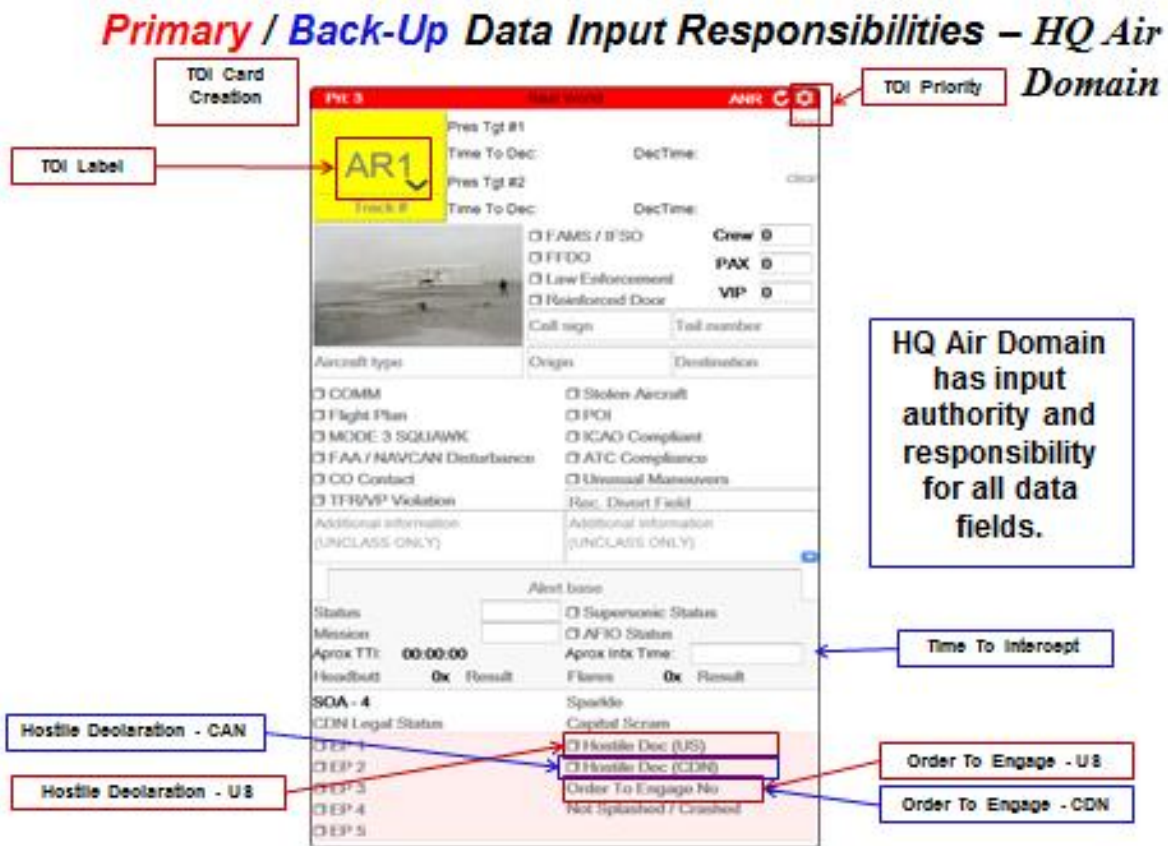 Primary / Back-Up Data Input Responsibilities – HQ Air
Domain
TOI Card
Creation
TOI Priority
TOI Label
Pri: 3
Real World
ANR
clear
AR1
Track #
Pres Tgt #1
Time To Dec:
DecTime:
Pres Tgt #2
clear
Time To Dec:
DecTime:
FAMS / IFSO
Crew 0
FFDO
PAX 0
Law Enforcement
VIP 0
Reinforced Door
Call sign
Tail number
Aircraft type
Origin
Destination
COMM
Stolen Aircraft
Flight Plan
POI
MODE 3 SQUAWK
ICAO Compliant
FAA / NAVCAN Disturbance
ATC Compliance
CO Contact
Unusual Maneuvers
TFR/VP Violation
Rec. Divert Field
Additional information
(UNCLASS ONLY)
Additional information
(UNCLASS ONLY)
HQ Air Domain
has input
authority and
responsibility
for all data
fields.
Alert base
Status
Supersonic Status
Mission
AFIO Status
Aprox TTI: 00:00:00
Aprox Intx Time:
Time To Intercept
Headbutt 0x Result
Flares 0x Result
SOA - 4
Sparkle
CDN Legal Status
Capital Scram
Hostile Declaration - CAN
Hostile Declaration - US
EP 1
Hostile Dec (US)
EP 2
Hostile Dec (CDN)
EP 3
Order To Engage No
EP 4
Not Splashed / Crashed
EP 5
Order To Engage - US
Order To Engage - CDN